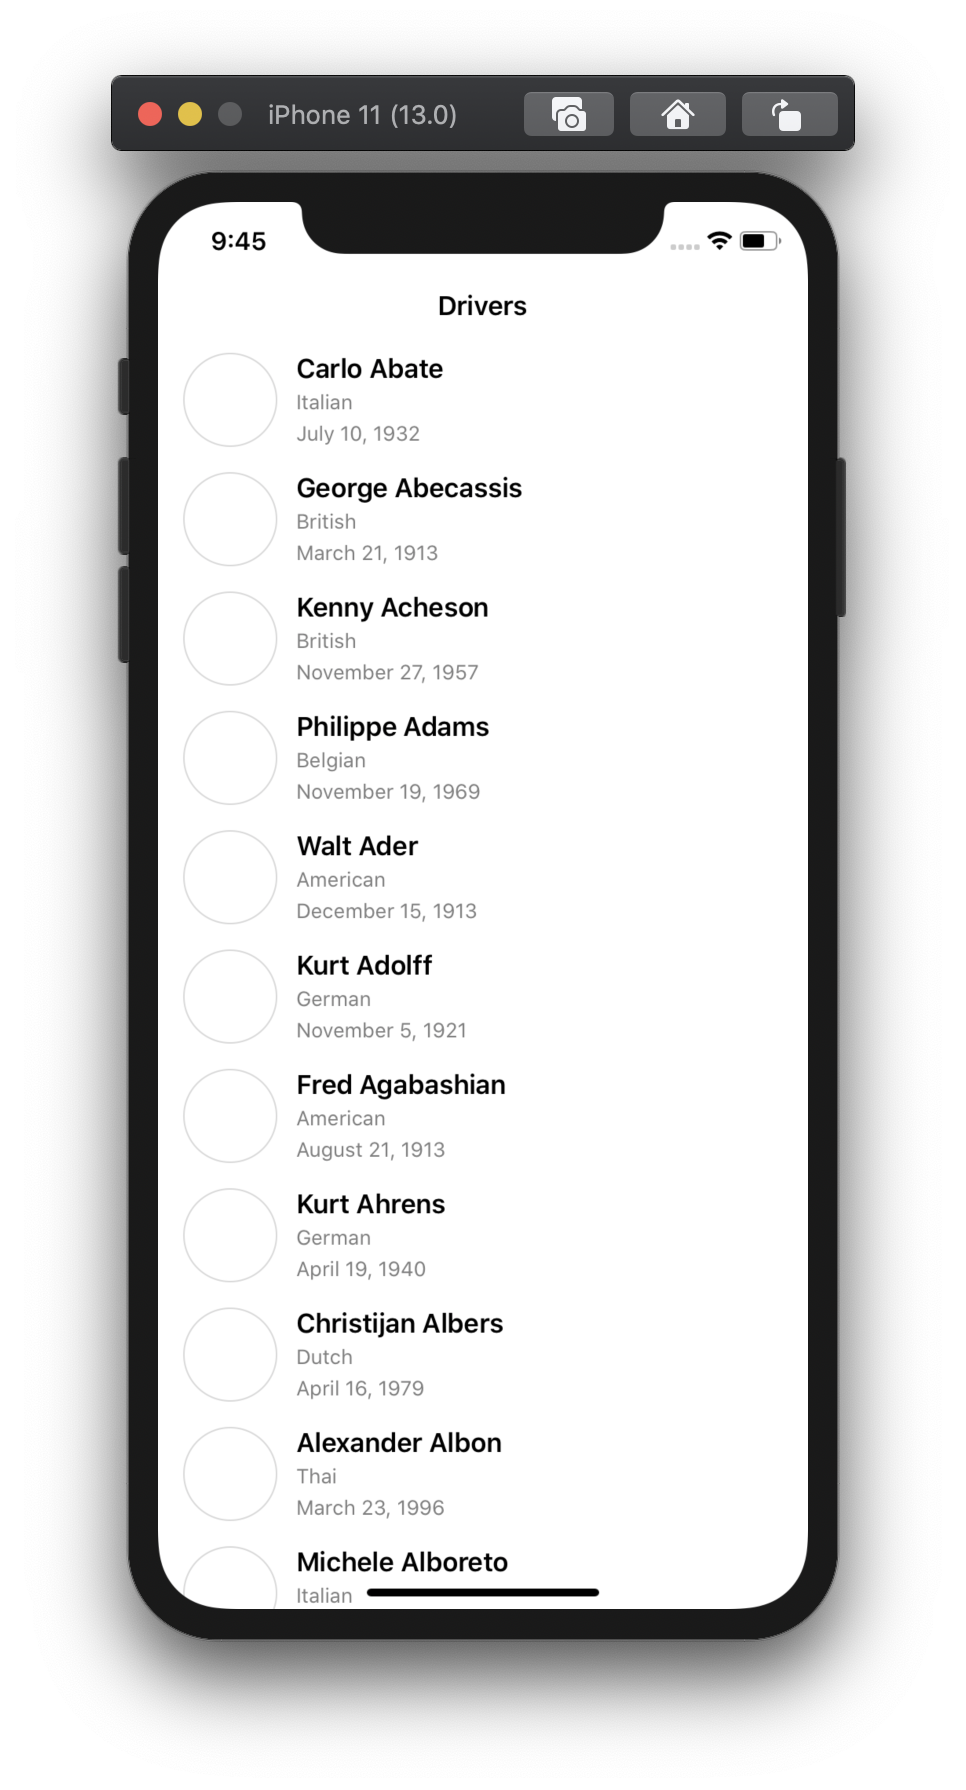 iPhone 11 (13.0)
9:45
Drivers
Carlo Abate
Italian
July 10, 1932
George Abecassis
British
March 21, 1913
Kenny Acheson
British
November 27, 1957
Philippe Adams
Belgian
November 19, 1969
Walt Ader
American
December 15, 1913
Kurt Adolff
German
November 5, 1921
Fred Agabashian
American
August 21, 1913
Kurt Ahrens
German
April 19, 1940
Christijan Albers
Dutch
April 16, 1979
Alexander Albon
Thai
March 23, 1996
Michele Alboreto
Italian